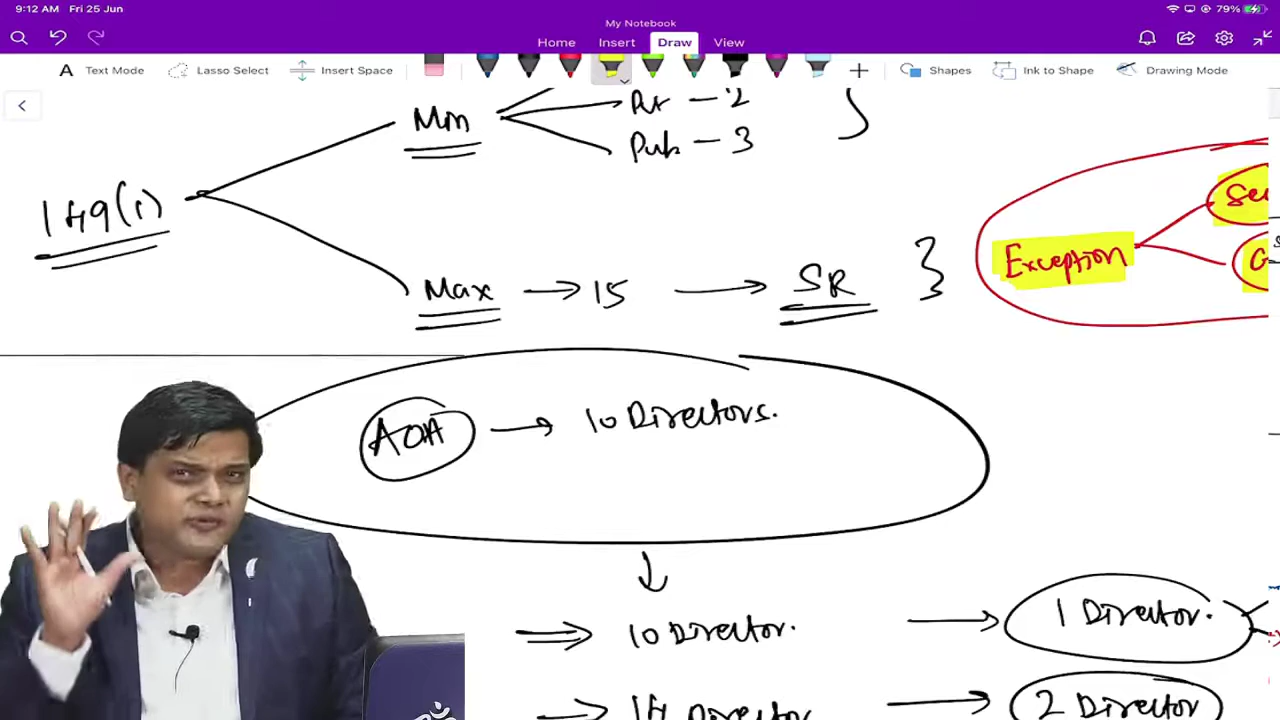 9:12 AM Fri 25 Jun
79%
My Notebook
Home Insert Draw View
Text Mode Lasso Select Insert Space Shapes Ink to Shape Drawing Mode
Min
Pvt - 2
Pub - 3
149(1)
Max → 15 → SR
Exception
AOA → 10 Directors.
⇒ 10 Director. → 1 Director.
→ 14 Director → 2 Director